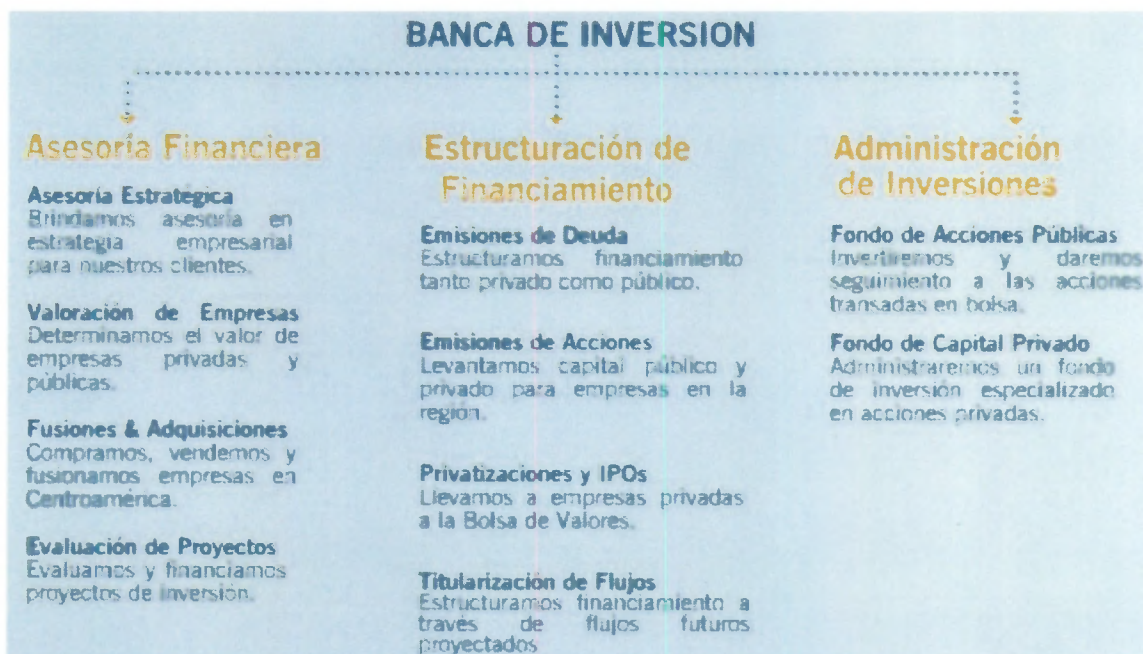 BANCA DE INVERSION
Asesoría Financiera
Asesoría Estrategica
Brindamos asesoría en
estrategia empresarial
para nuestros clientes.
Valoración de Empresas
Determinamos el valor de
empresas privadas y
públicas.
Fusiones & Adquisiciones
Compramos, vendemos y
fusionamos empresas en
Centroamérica.
Evaluación de Proyectos
Evaluamos y financiamos
proyectos de inversión.
Estructuración de
Financiamiento
Emisiones de Deuda
Estructuramos financiamiento
tanto privado como público.
Emisiones de Acciones
Levantamos capital público y
privado para empresas en la
región.
Privatizaciones y IPOs
Llevamos a empresas privadas
a la Bolsa de Valores.
Titularización de Flujos
Estructuramos financiamiento a
través de flujos futuros
proyectados
Administración
de Inversiones
Fondo de Acciones Públicas
Invertiremos y daremos
seguimiento a las acciones
transadas en bolsa.
Fondo de Capital Privado
Administraremos un fondo
de inversión especializado
en acciones privadas.